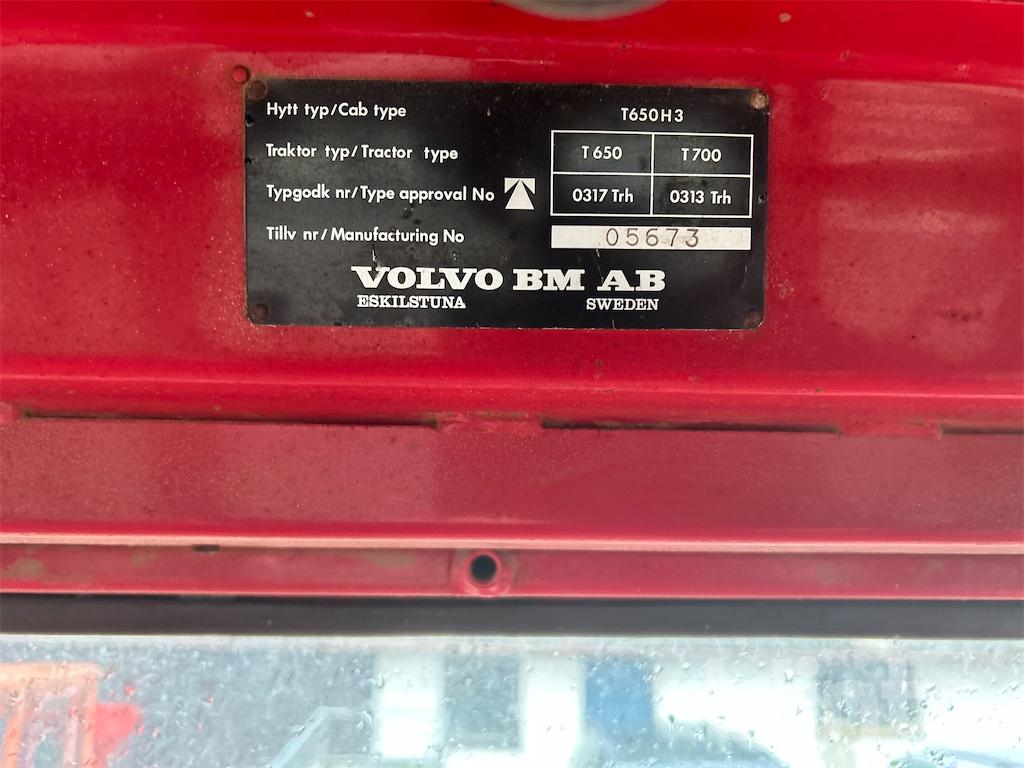 Hytt typ/Cab type T650H3
Traktor typ/Tractor type T 650 T 700
Typgodk nr/Type approval No 0317 Trh 0313 Trh
Tillv nr/Manufacturing No 05673
VOLVO BM AB
ESKILSTUNA SWEDEN